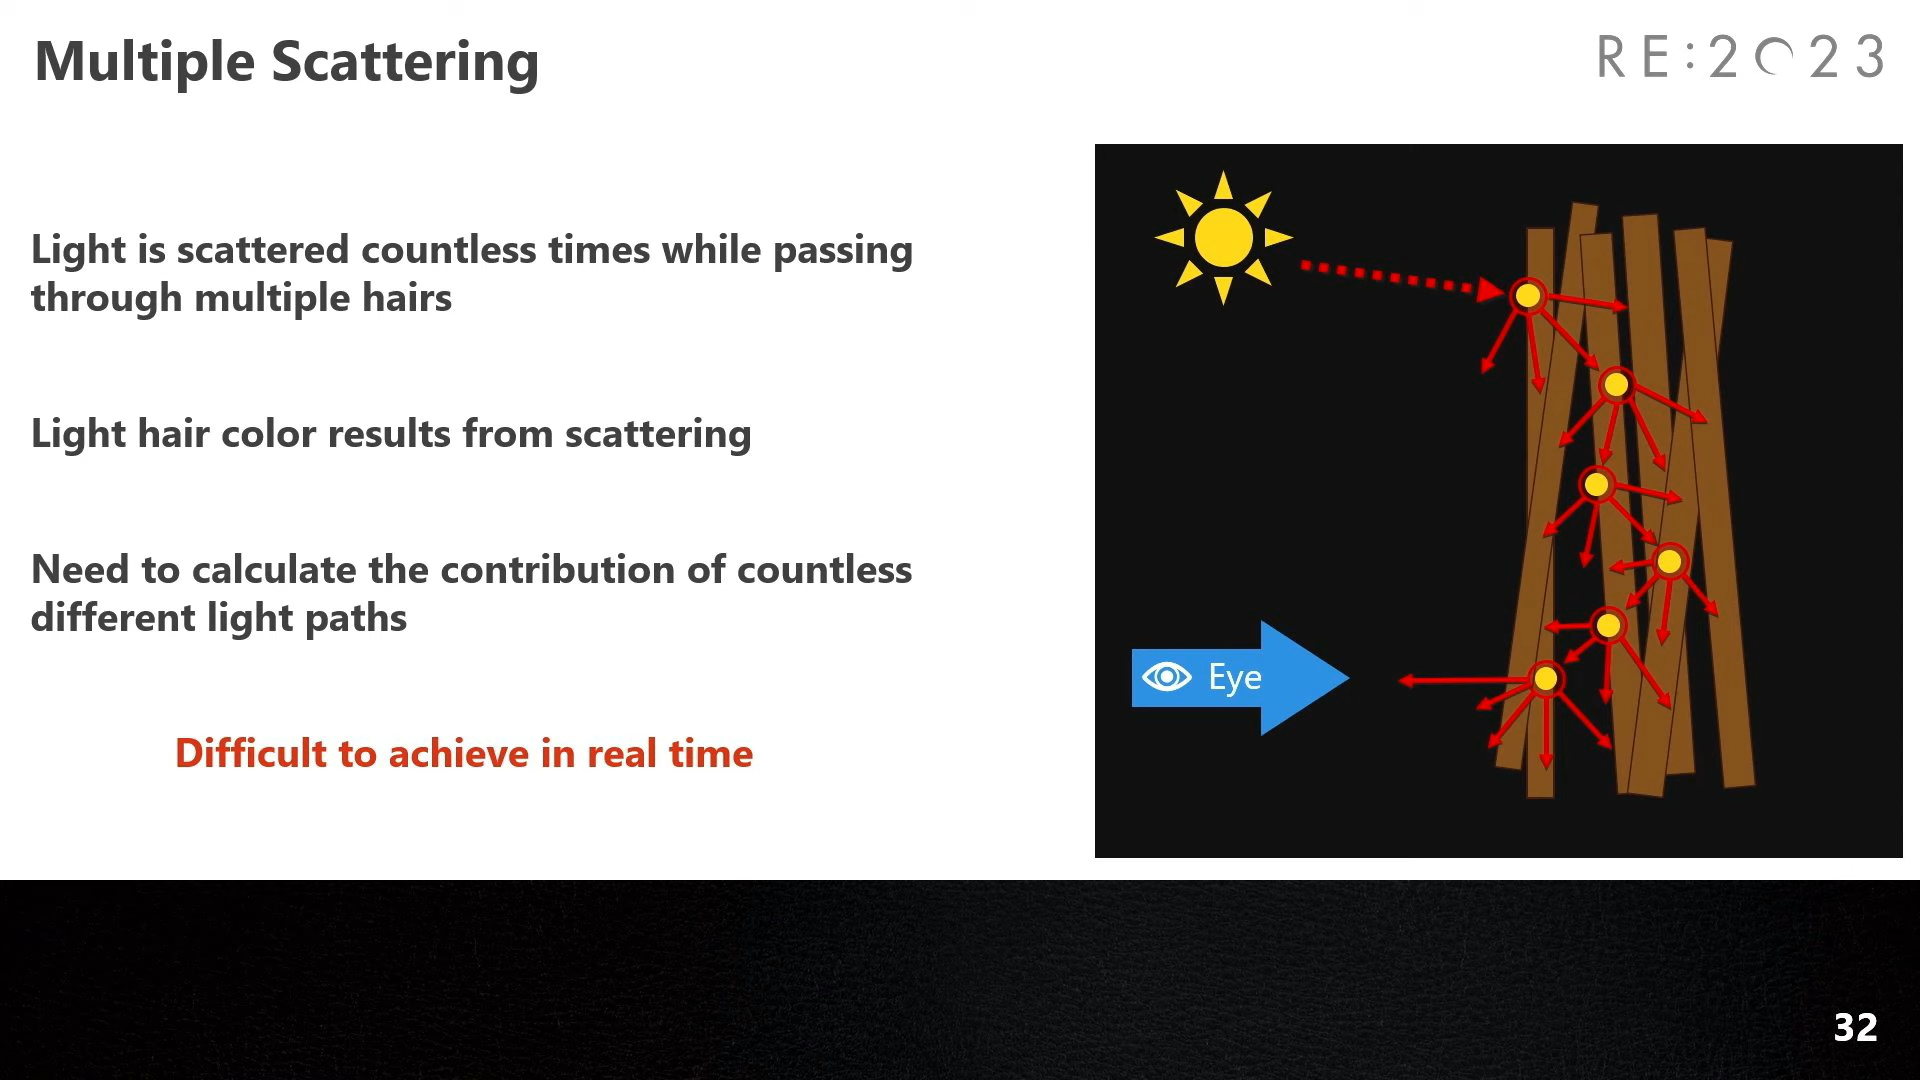 Multiple Scattering
RE:2023
Light is scattered countless times while passing
through multiple hairs
Light hair color results from scattering
Need to calculate the contribution of countless
different light paths
Difficult to achieve in real time
Eye
32